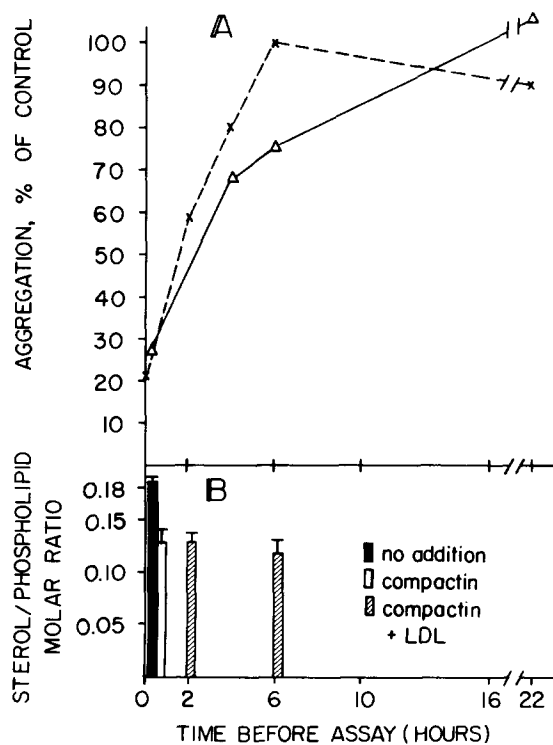 A
100
90
80
70
60
50
40
30
20
10
AGGREGATION, % OF CONTROL
B
0.18
0.15
0.10
0.05
STEROL/PHOSPHOLIPID
MOLAR RATIO
no addition
compactin
compactin
+ LDL
0 2 6 10 16 22
TIME BEFORE ASSAY (HOURS)